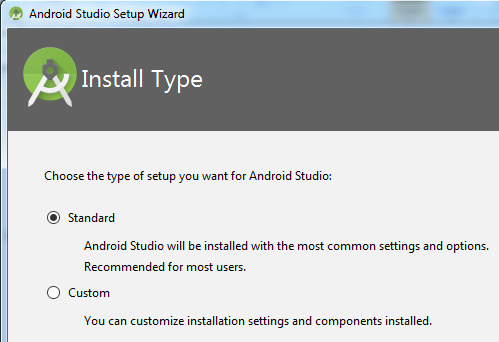 Android Studio Setup Wizard
Install Type
Choose the type of setup you want for Android Studio:
Standard
Android Studio will be installed with the most common settings and options.
Recommended for most users.
Custom
You can customize installation settings and components installed.